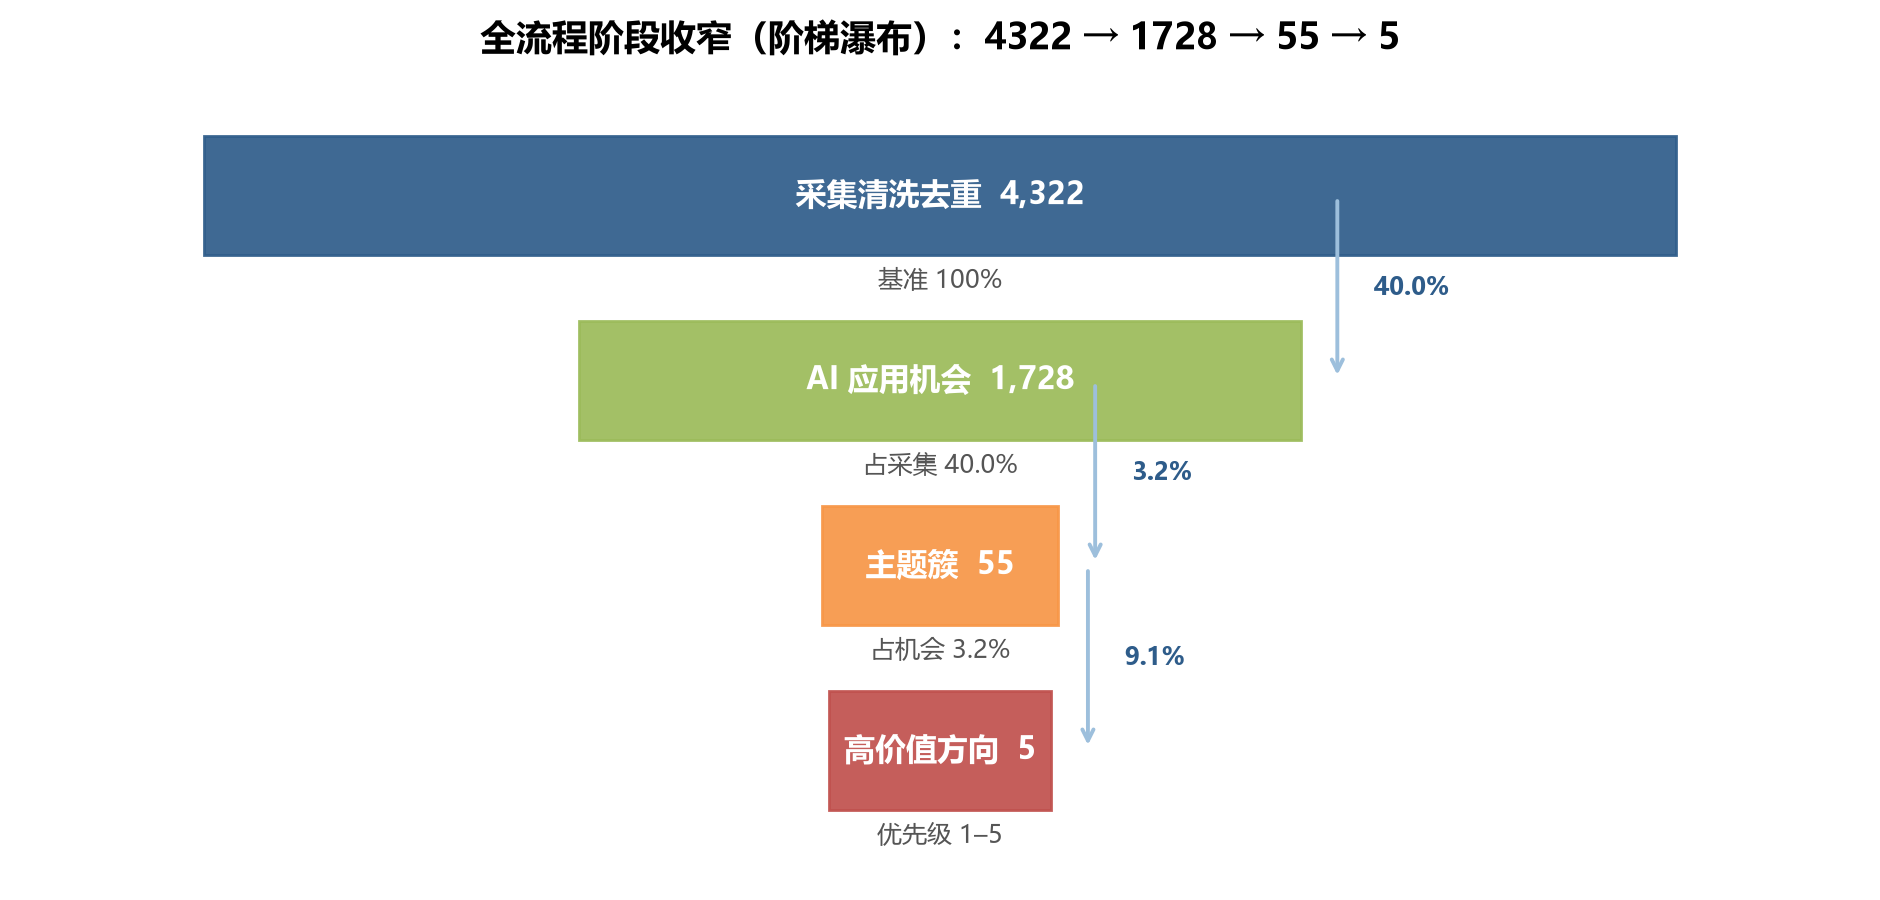 全流程阶段收窄（阶梯瀑布）：4322 → 1728 → 55 → 5
采集清洗去重 4,322
基准 100%
40.0%
AI 应用机会 1,728
占采集 40.0%
3.2%
主题簇 55
占机会 3.2%
9.1%
高价值方向 5
优先级 1–5